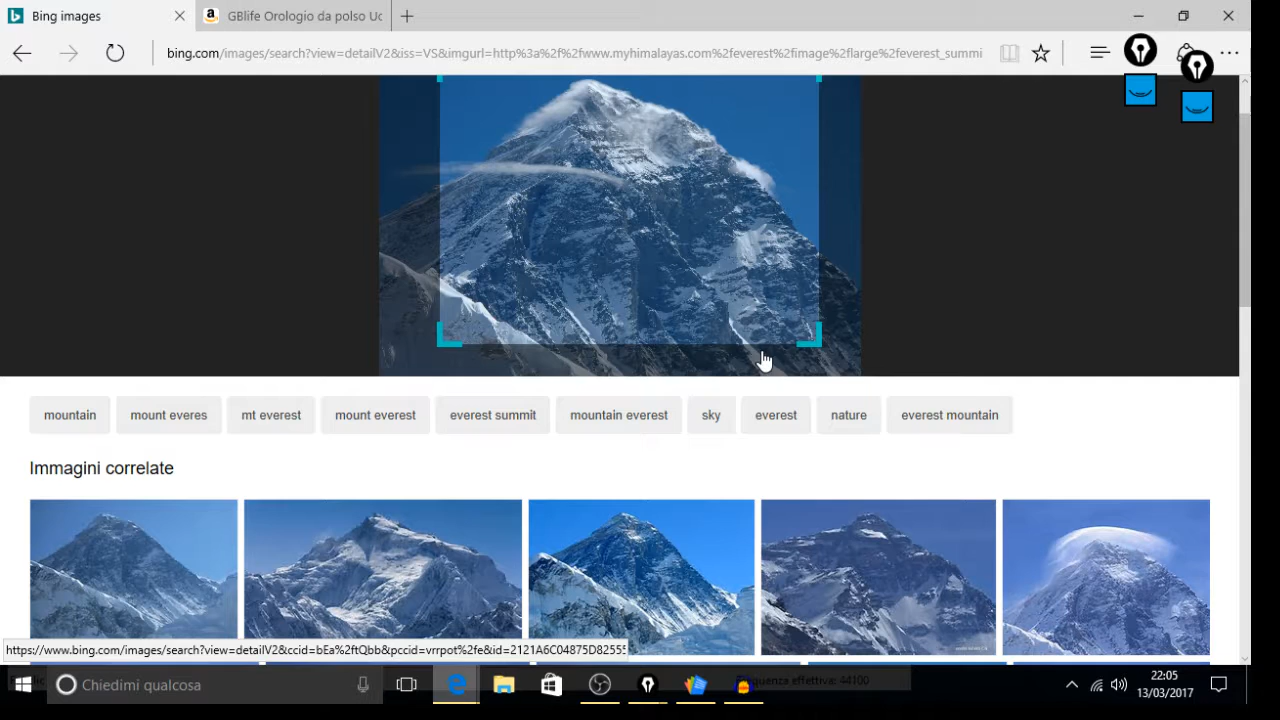 Bing images
GBlife Orologio da polso Uc
bing.com/images/search?view=detailV2&iss=VS&imgurl=http%3a%2f%2fwww.myhimalayas.com%2feverest%2fimage%2flarge%2feverest_summi
mountain mount everes mt everest mount everest everest summit mountain everest sky everest nature everest mountain
Immagini correlate
https://www.bing.com/images/search?view=detailV2&ccid=bEa%2ftQbb&pccid=vrrpot%2fe&id=2121A6C04875D82555
Chiedimi qualcosa
equenza effettiva: 44100
22:05
13/03/2017